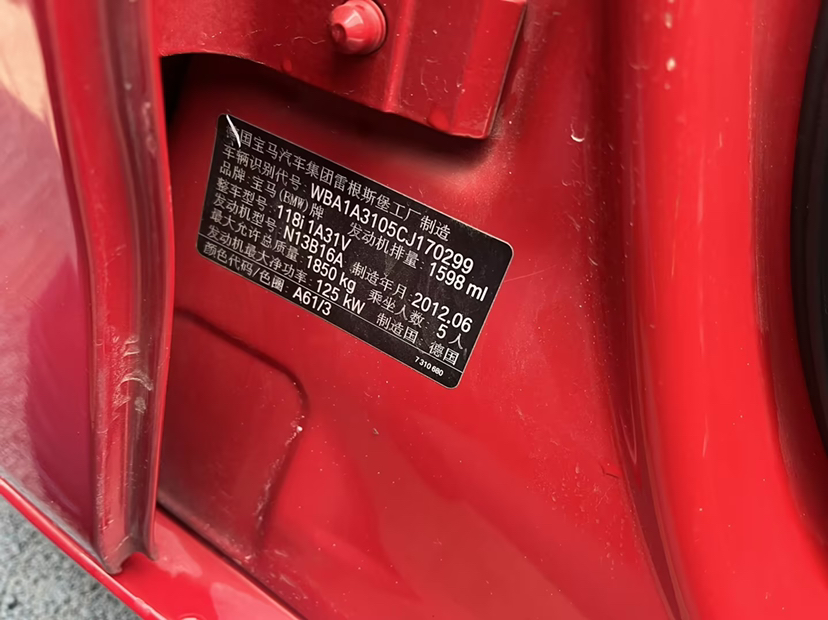 德国宝马汽车集团雷根斯堡工厂制造
车辆识别代号: WBA1A3105CJ170299
品牌: 宝马(BMW)牌 发动机排量: 1598 ml
整车型号: 118i 1A31V
发动机型号: N13B16A 制造年月: 2012.06
最大允许总质量: 1850 kg 乘坐人数: 5 人
发动机最大净功率: 125 kW 制造国: 德国
颜色代码/色圈: A61/3
7 310 680